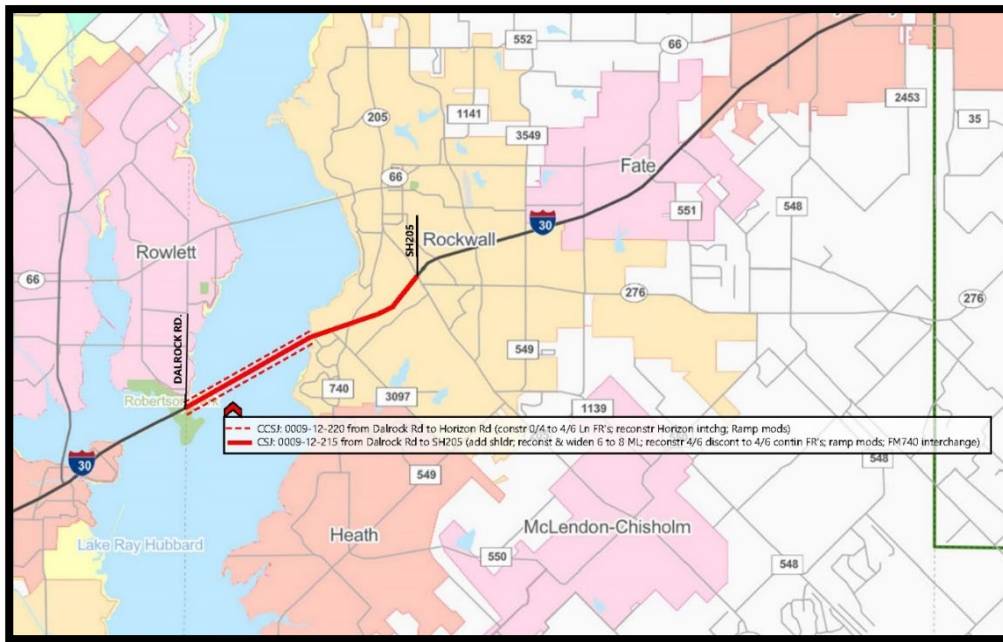 552
66
2453
205
1141
35
3549
Fate
66
551
548
30
SH205
Rowlett
Rockwall
66
276
276
DALROCK RD.
549
740
3097
1139
CCSJ: 0009-12-220 from Dalrock Rd to Horizon Rd (constr 0/4 to 4/6 Ln FR's; reconstr Horizon intchg; Ramp mods)
CSJ: 0009-12-215 from Dalrock Rd to SH205 (add shldr; reconst & widen 6 to 8 ML; reconstr 4/6 discont to 4/6 contin FR's; ramp mods; FM740 interchange)
30
549
548
Heath
McLendon-Chisholm
Lake Ray Hubbard
550
548